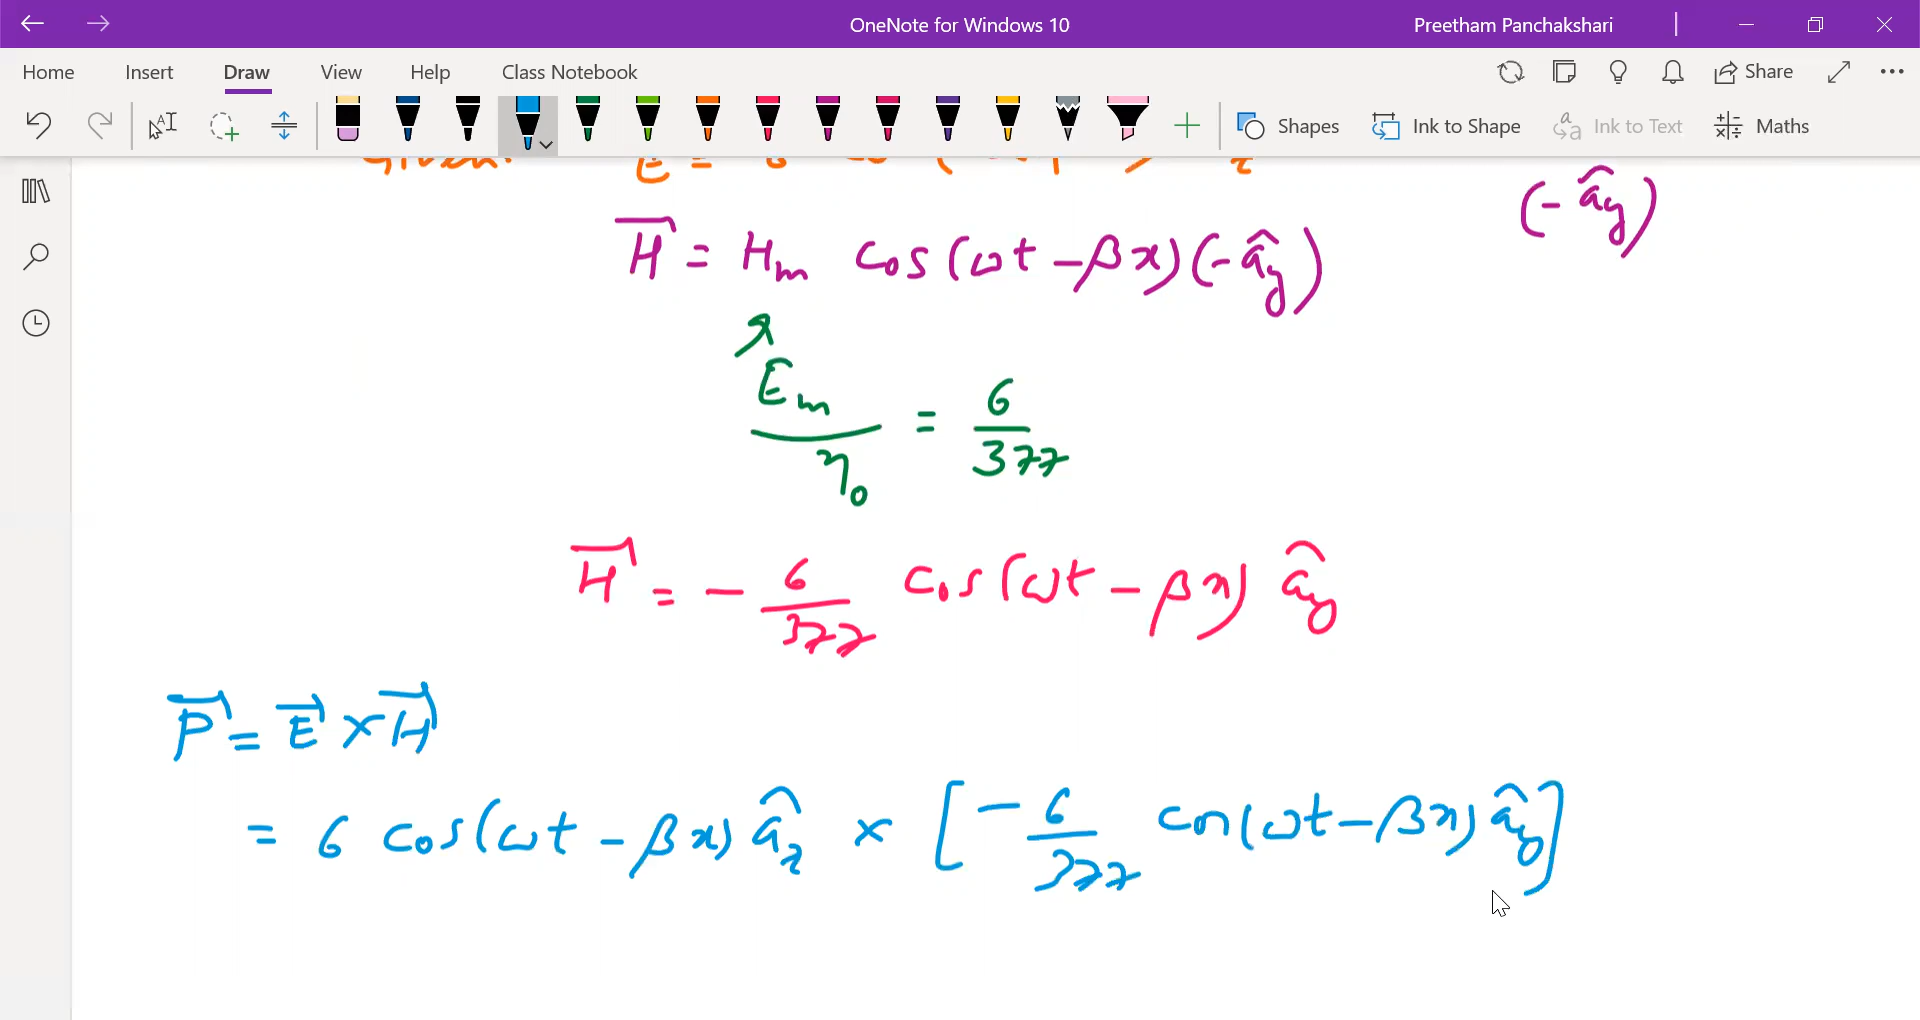 OneNote for Windows 10
Preetham Panchakshari
Home Insert Draw View Help Class Notebook
Share
Shapes Ink to Shape Ink to Text Maths
(- â_y)
H⃗ = H_m cos(ωt - βx)(-â_y)
E_m / η_0 = 6 / 377
H⃗ = - 6/377 cos(ωt - βx) â_y
P⃗ = E⃗ × H⃗
= 6 cos(ωt - βx) â_z × [- 6/377 cos(ωt - βx) â_y]